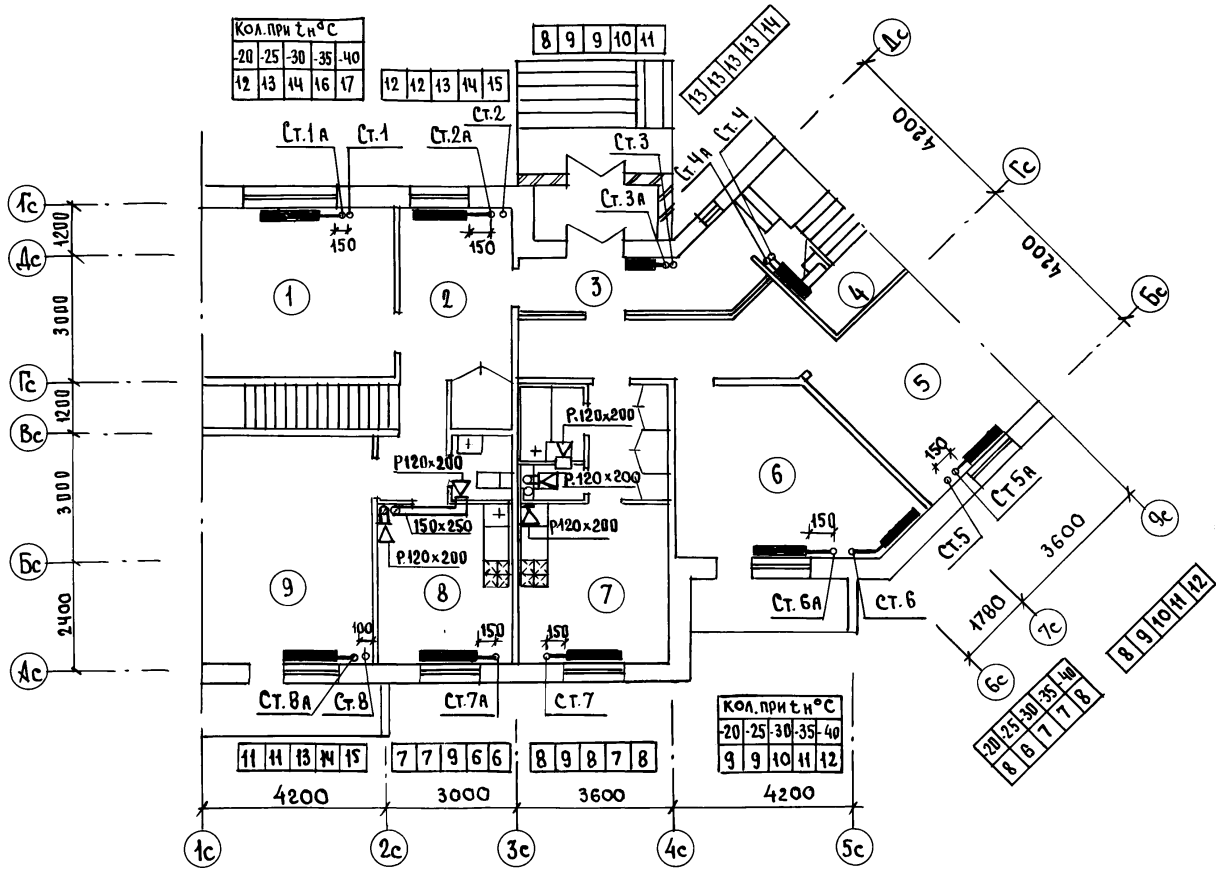 КОЛ.ПРИ tн°С
-20 -25 -30 -35 -40
12 13 14 16 17
12 12 13 14 15
8 9 9 10 11
13 13 13 13 14
Дс
Гс
Бс
4200
4200
Ст.1А Ст.1
Ст.2А Ст.2
Ст.3
Ст.3А
Ст.4А Ст.4
150
150
Гс
1200
Дс
3000
Гс
1200
Вс
3000
Бс
2400
Ас
1
2
3
4
5
6
7
8
9
Р.120х200
Р.120х200
Р.120х200
Р.120х200
150х250
Р.120х200
150
Ст.5А
Ст.5
150
Ст.6А Ст.6
9с
3600
7с
1780
6с
100
150
150
Ст.8А Ст.8
Ст.7А
Ст.7
8 9 10 11 12
-20 -25 -30 -35 -40
8 6 7 7 8
КОЛ.ПРИ tн°С
-20 -25 -30 -35 -40
9 9 10 11 12
11 11 13 14 15
7 7 9 6 6
8 9 8 7 8
4200
3000
3600
4200
1с
2с
3с
4с
5с